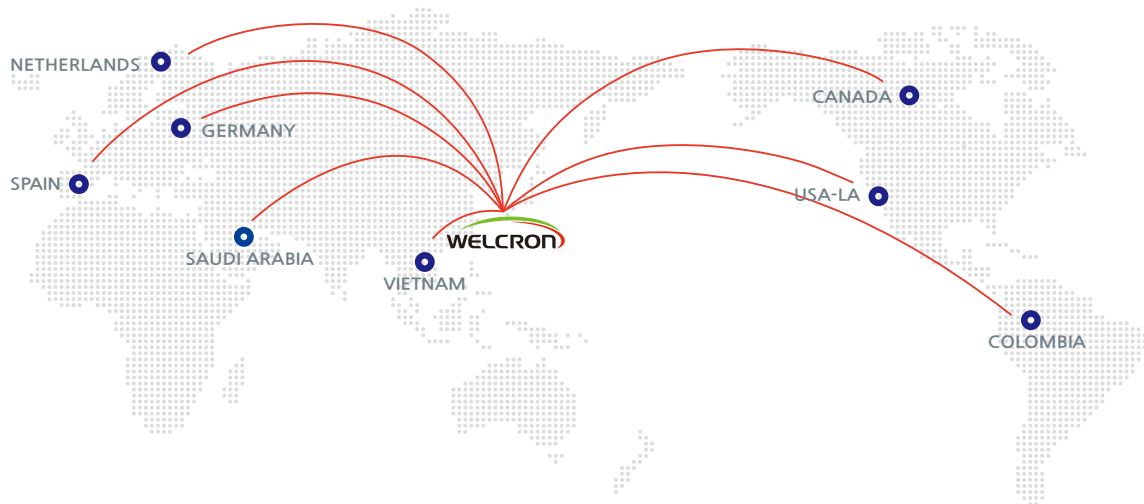 NETHERLANDS
CANADA
GERMANY
SPAIN
USA-LA
WELCRON
SAUDI ARABIA
VIETNAM
COLOMBIA